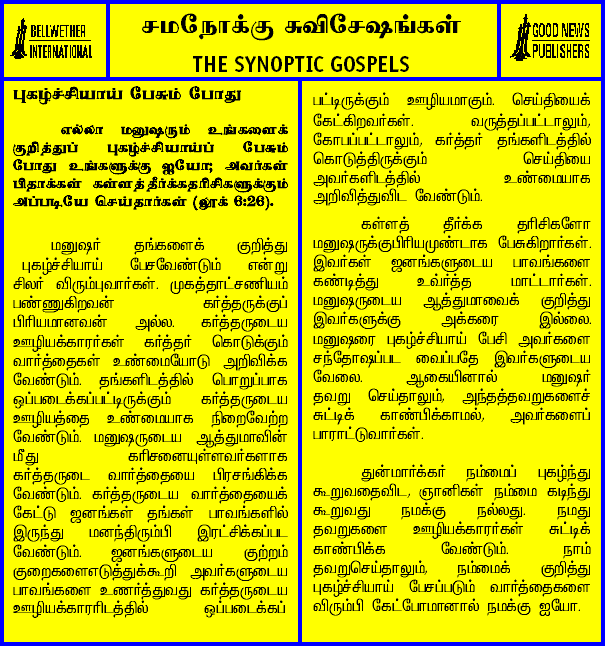 BELLWETHER
INTERNATIONAL
சமநோக்கு சுவிசேஷங்கள்
THE SYNOPTIC GOSPELS
GOOD NEWS
PUBLISHERS
புகழ்ச்சியாய் பேசும் போது
எல்லா மனுஷரும் உங்களைக்
குறித்துப் புகழ்ச்சியாய்ப் பேசும்
போது உங்களுக்கு ஐயோ; அவர்கள்
பிதாக்கள் கள்ளத்தீர்க்கதரிசிகளுக்கும்
அப்படியே செய்தார்கள் (லூக் 6:26).
மனுஷர் தங்களைக் குறித்து
புகழ்ச்சியாய் பேசவேண்டும் என்று
சிலர் விரும்புவார்கள். முகத்தாட்சணியம்
பண்ணுகிறவன் கர்த்தருக்குப்
பிரியமானவன் அல்ல. கர்த்தருடைய
ஊழியக்காரர்கள் கர்த்தர் கொடுக்கும்
வார்த்தைகள் உண்மையோடு அறிவிக்க
வேண்டும். தங்களிடத்தில் பொறுப்பாக
ஒப்படைக்கப்பட்டிருக்கும் கர்த்தருடைய
ஊழியத்தை உண்மையாக நிறைவேற்ற
வேண்டும். மனுஷருடைய ஆத்துமாவின்
மீது கரிசனையுள்ளவர்களாக
கர்த்தருடை வார்த்தையை பிரசங்கிக்க
வேண்டும். கர்த்தருடைய வார்த்தையைக்
கேட்டு ஜனங்கள் தங்கள் பாவங்களில்
இருந்து மனந்திரும்பி இரட்சிக்கப்பட
வேண்டும். ஜனங்களுடைய குற்றம்
குறைகளைஎடுத்துக்கூறி அவர்களுடைய
பாவங்களை உணர்த்துவது கர்த்தருடைய
ஊழியக்காரரிடத்தில் ஒப்படைக்கப்
பட்டிருக்கும் ஊழியமாகும். செய்தியைக்
கேட்கிறவர்கள். வருத்தப்பட்டாலும்,
கோபப்பட்டாலும், கர்த்தர் தங்களிடத்தில்
கொடுத்திருக்கும் செய்தியை
அவர்களிடத்தில் உண்மையாக
அறிவித்துவிட வேண்டும்.
கள்ளத் தீர்க்க தரிசிகளோ
மனுஷருக்குபிரியமுண்டாக பேசுகிறார்கள்.
இவர்கள் ஜனங்களுடைய பாவங்களை
கண்டித்து உவர்த்த மாட்டார்கள்.
மனுஷருடைய ஆத்துமாவைக் குறித்து
இவர்களுக்கு அக்கரை இல்லை.
மனுஷரை புகழ்ச்சியாய் பேசி அவர்களை
சந்தோஷப்பட வைப்பதே இவர்களுடைய
வேலை. ஆகையினால் மனுஷர்
தவறு செய்தாலும், அந்தத்தவறுகளைச்
சுட்டிக் காண்பிக்காமல், அவர்களைப்
பாராட்டுவார்கள்.
துன்மார்க்கர் நம்மைப் புகழ்ந்து
கூறுவதைவிட, ஞானிகள் நம்மை கடிந்து
கூறுவது நமக்கு நல்லது. நமது
தவறுகளை ஊழியக்காரர்கள் சுட்டிக்
காண்பிக்க வேண்டும். நாம்
தவறுசெய்தாலும், நம்மைக் குறித்து
புகழ்ச்சியாய் பேசப்படும் வார்த்தைகளை
விரும்பி கேட்போமானால் நமக்கு ஐயோ.